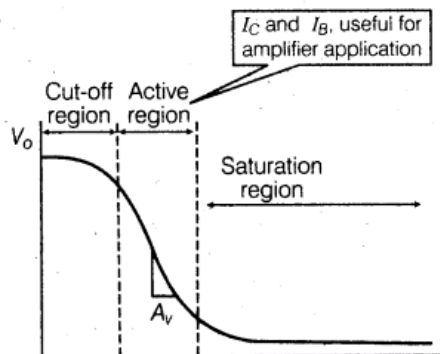 I_C and I_B, useful for
amplifier application
Cut-off
region
Active
region
V_o
Saturation
region
A_v